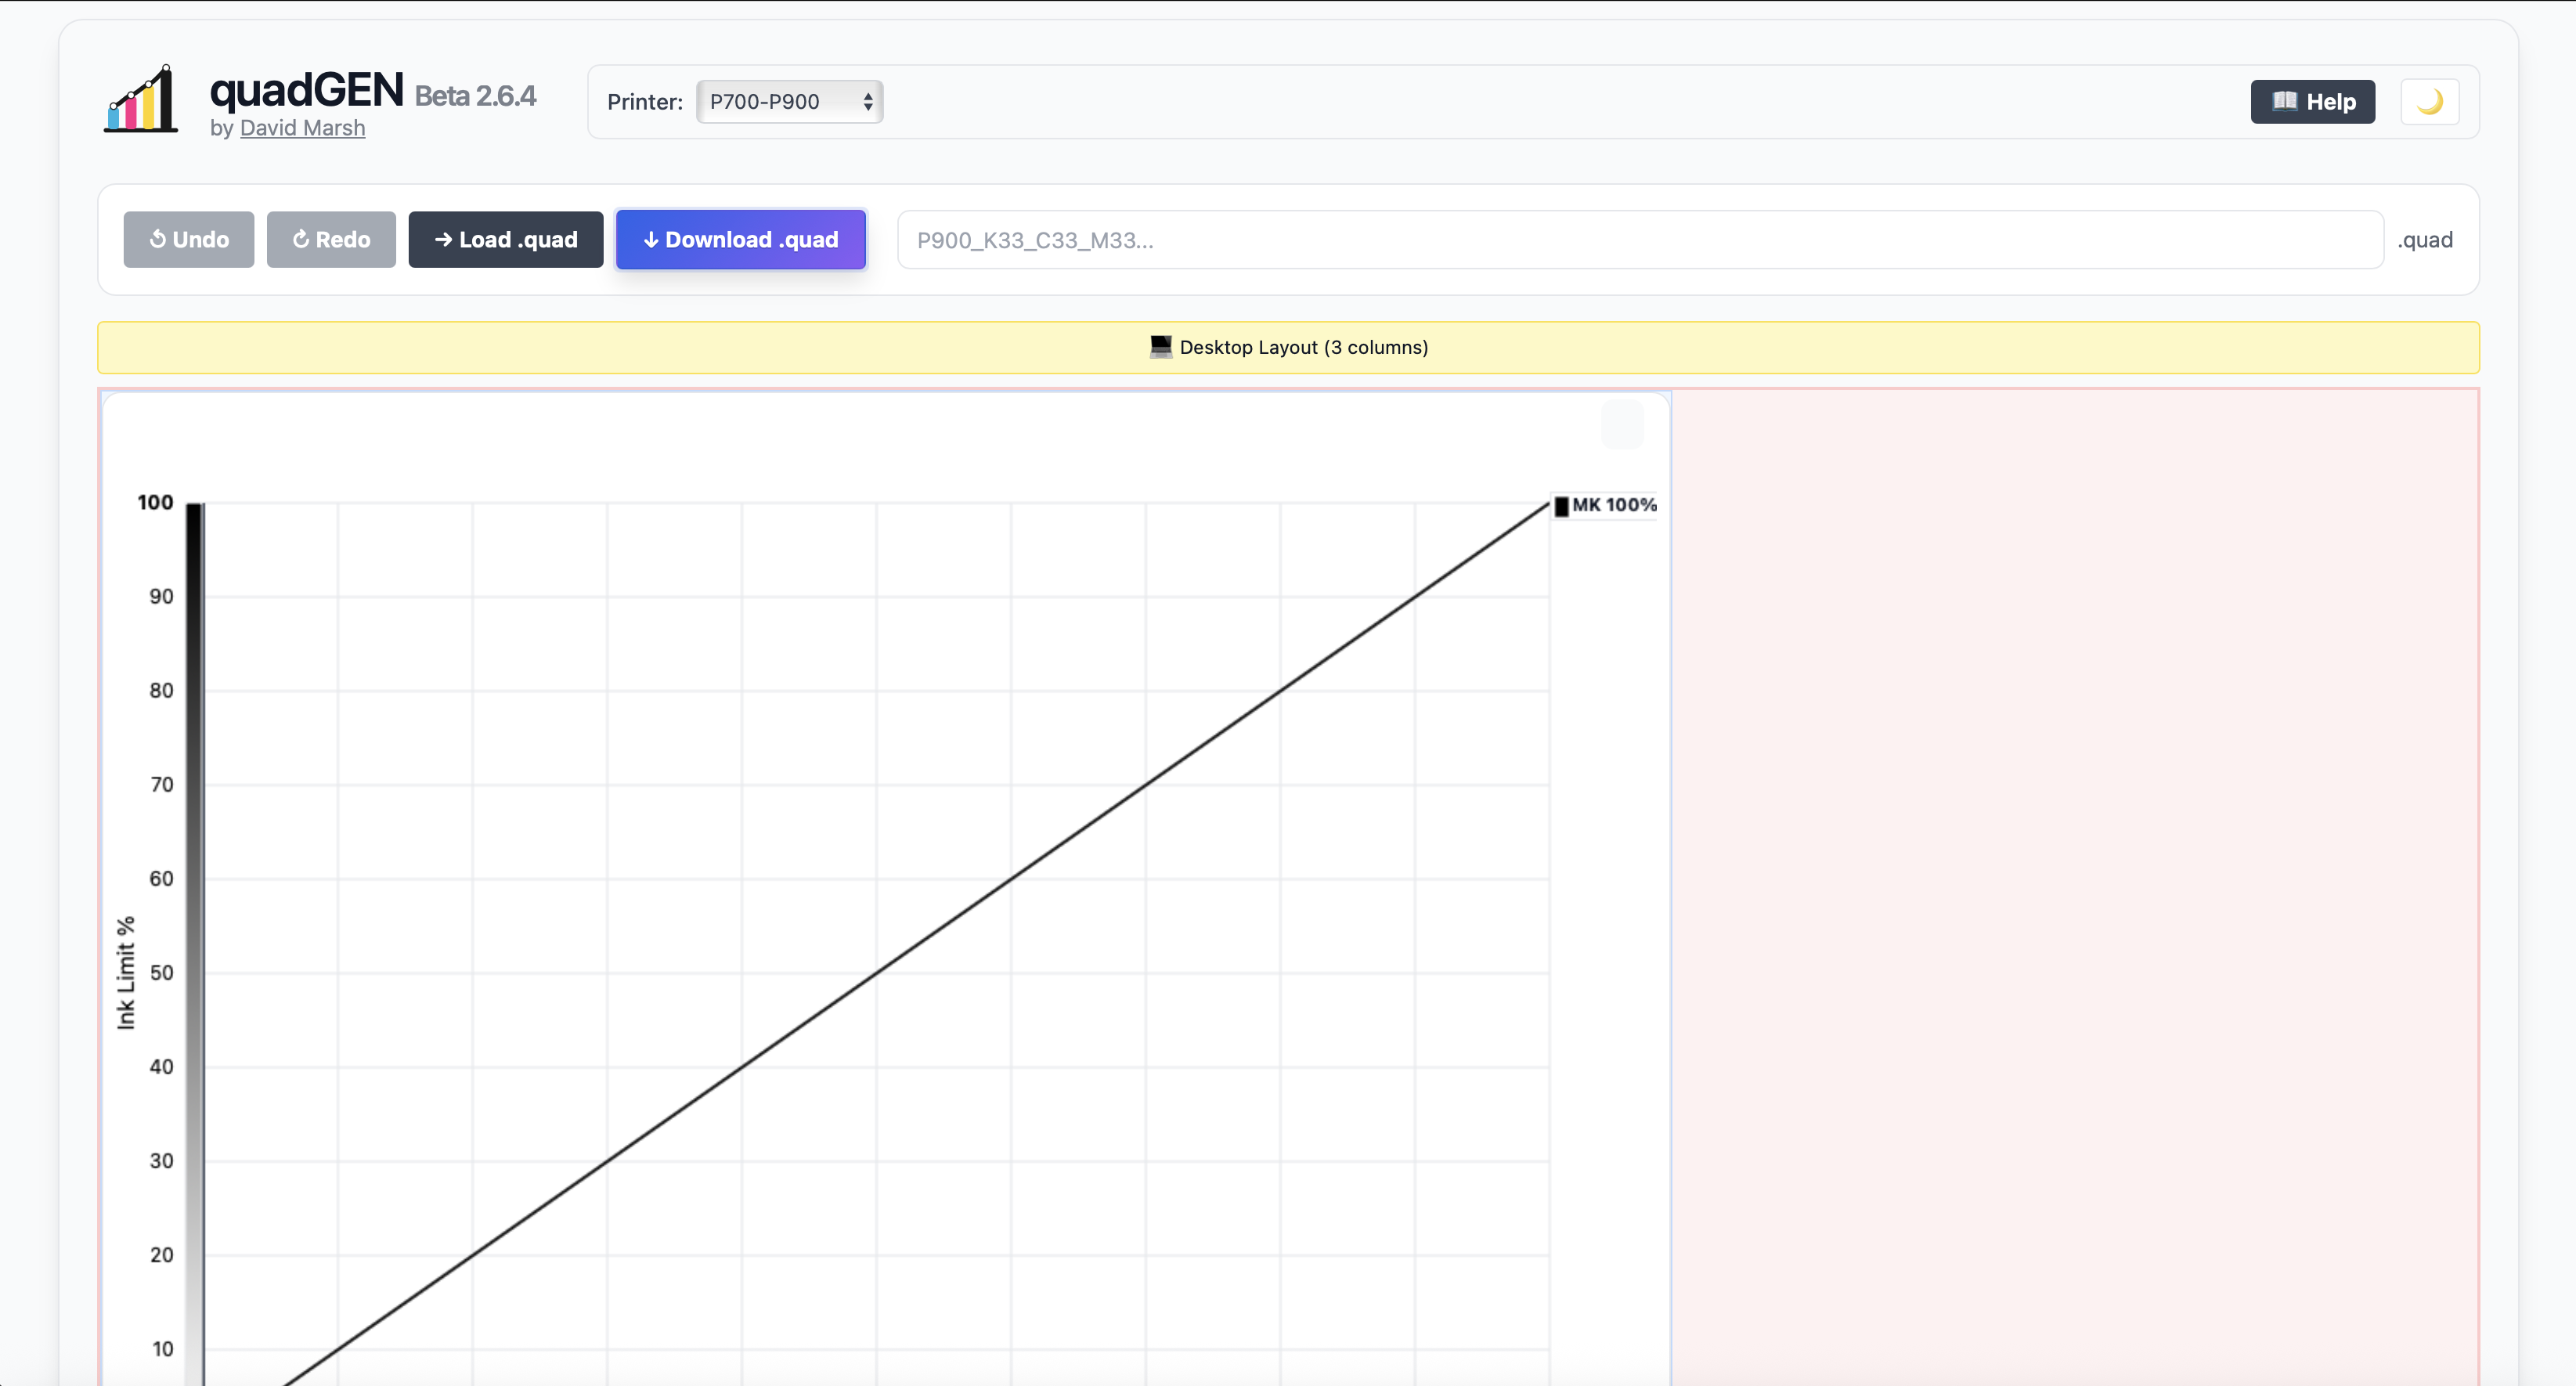 quadGEN Beta 2.6.4
by David Marsh
Printer: P700-P900
Help
Undo
Redo
→ Load .quad
↓ Download .quad
P900_K33_C33_M33...
.quad
Desktop Layout (3 columns)
MK 100%
100
90
80
70
60
50
40
30
20
10
Ink Limit %